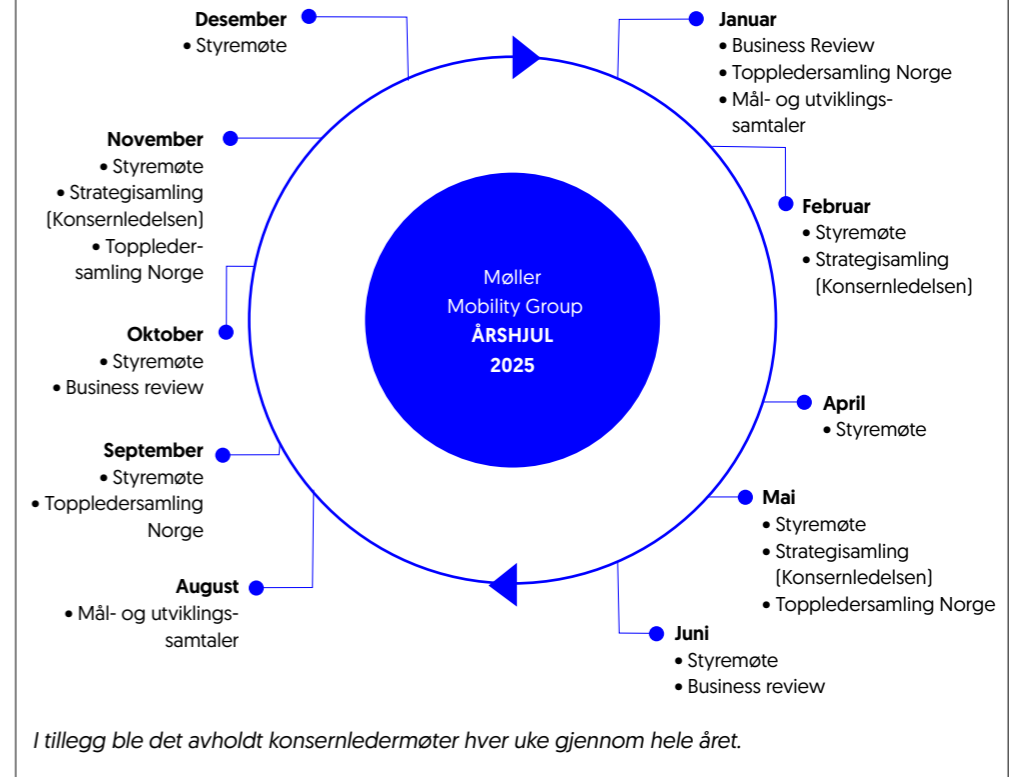 Januar
• Business Review
• Toppledersamling Norge
• Mål- og utviklings-
samtaler
Februar
• Styremøte
• Strategisamling
(Konsernledelsen)
April
• Styremøte
Mai
• Styremøte
• Strategisamling
(Konsernledelsen)
• Toppledersamling Norge
Juni
• Styremøte
• Business review
August
• Mål- og utviklings-
samtaler
September
• Styremøte
• Toppledersamling
Norge
Oktober
• Styremøte
• Business review
November
• Styremøte
• Strategisamling
(Konsernledelsen)
• Toppleder-
samling Norge
Desember
• Styremøte
Møller
Mobility Group
ÅRSHJUL
2025
I tillegg ble det avholdt konsernledermøter hver uke gjennom hele året.